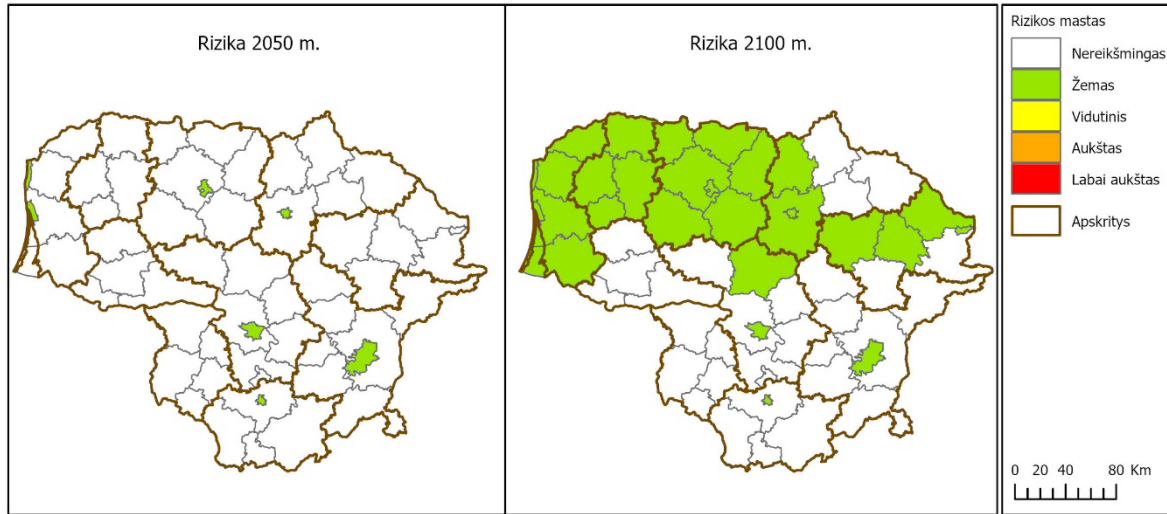 Rizika 2050 m.
Rizika 2100 m.
Rizikos mastas
Nereikšmingas
Žemas
Vidutinis
Aukštas
Labai aukštas
Apskritys
0 20 40 80 Km